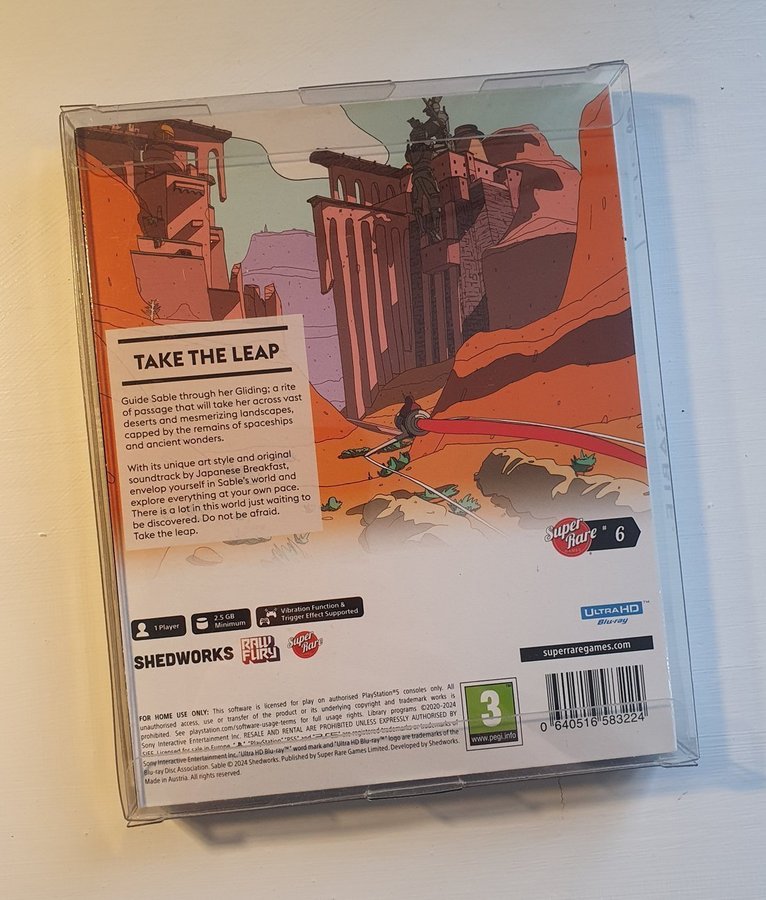 TAKE THE LEAP
Guide Sable through her Gliding; a rite
of passage that will take her across vast
deserts and mesmerizing landscapes,
capped by the remains of spaceships
and ancient wonders.
With its unique art style and original
soundtrack by Japanese Breakfast,
envelop yourself in Sable's world and
explore everything at your own pace.
There is a lot in this world just waiting to
be discovered. Do not be afraid.
Take the leap.
Super Rare GAMES # 6
1 Player
2.5 GB
Minimum
Vibration Function &
Trigger Effect Supported
ULTRA HD
Blu-ray™
SHEDWORKS
RAW FURY
Super Rare
superraregames.com
FOR HOME USE ONLY: This software is licensed for play on authorised PlayStation®5 consoles only. All
unauthorised access, use or transfer of the product or its underlying copyright and trademark works is
prohibited. See playstation.com/software-usage-terms for full usage rights. Library programs ©2020-2024
Sony Interactive Entertainment Inc. RESALE AND RENTAL ARE PROHIBITED UNLESS EXPRESSLY AUTHORISED BY
SIEE. Licensed for sale in Europe, "PlayStation", "PS5" and are registered trademarks or trademarks of
Sony Interactive Entertainment Inc. "Ultra HD Blu-ray™" word mark and "Ultra HD Blu-ray™" logo are trademarks of the
Blu-ray Disc Association. Sable © 2024 Shedworks. Published by Super Rare Games Limited. Developed by Shedworks.
Made in Austria. All rights reserved.
3
www.pegi.info
0 640516 583224